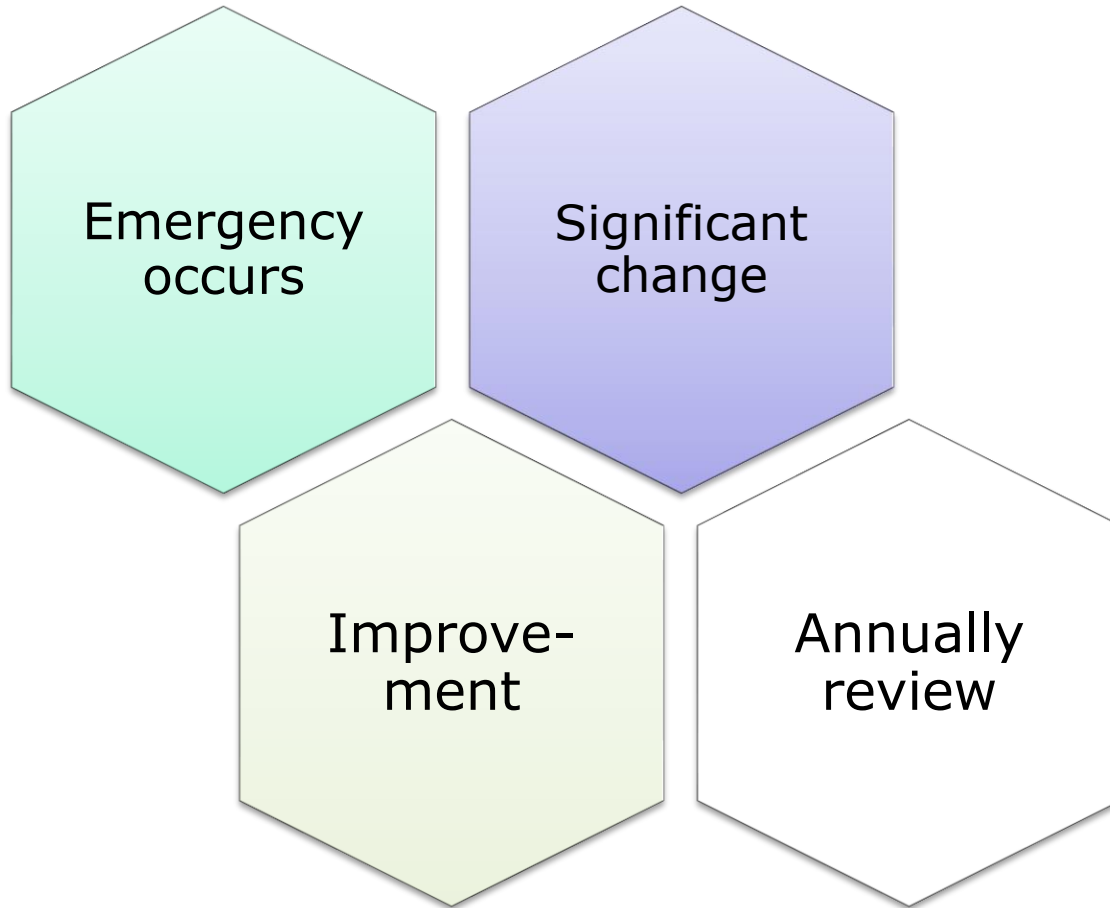 Emergency
occurs
Significant
change
Improve-
ment
Annually
review